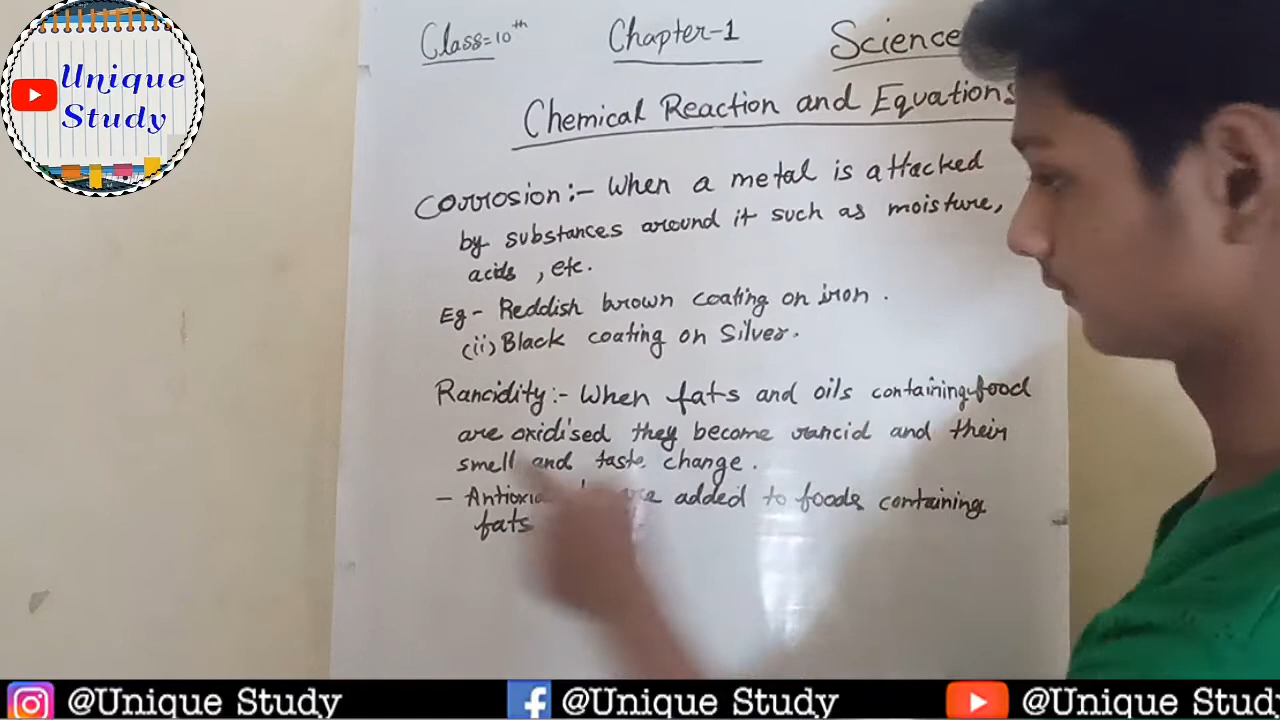 Unique
Study
Class=10th
Chapter-1
Science
Chemical Reaction and Equations
Corrosion:- When a metal is attacked
by substances around it such as moisture,
acids, etc.
Eg- Reddish brown coating on iron.
(ii) Black coating on Silver.
Rancidity:- When fats and oils containing food
are oxidised they become rancid and their
smell and taste change.
- added to foods containing
fats
@Unique Study
@Unique Study
@Unique Stud